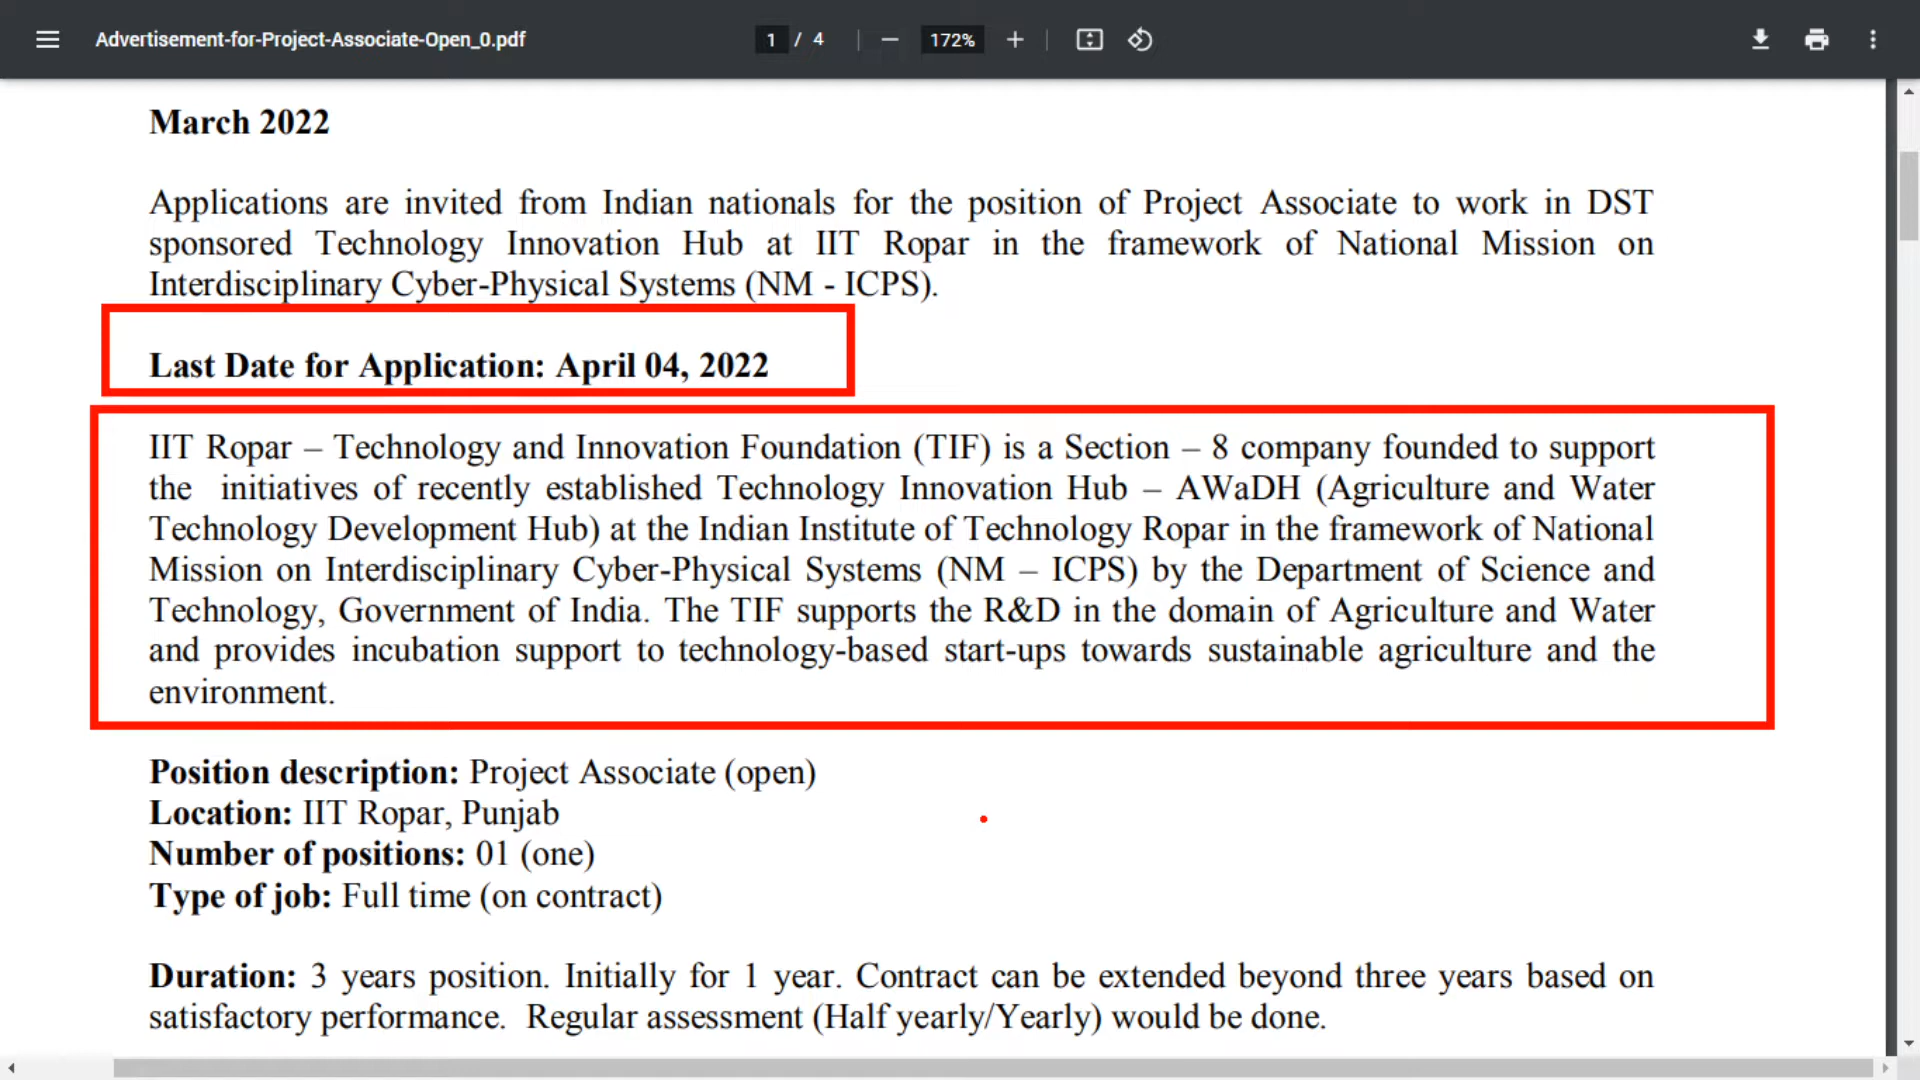 Advertisement-for-Project-Associate-Open_0.pdf
1 / 4
172%
March 2022
Applications are invited from Indian nationals for the position of Project Associate to work in DST
sponsored Technology Innovation Hub at IIT Ropar in the framework of National Mission on
Interdisciplinary Cyber-Physical Systems (NM - ICPS).
Last Date for Application: April 04, 2022
IIT Ropar – Technology and Innovation Foundation (TIF) is a Section – 8 company founded to support
the initiatives of recently established Technology Innovation Hub – AWaDH (Agriculture and Water
Technology Development Hub) at the Indian Institute of Technology Ropar in the framework of National
Mission on Interdisciplinary Cyber-Physical Systems (NM – ICPS) by the Department of Science and
Technology, Government of India. The TIF supports the R&D in the domain of Agriculture and Water
and provides incubation support to technology-based start-ups towards sustainable agriculture and the
environment.
Position description: Project Associate (open)
Location: IIT Ropar, Punjab
Number of positions: 01 (one)
Type of job: Full time (on contract)
Duration: 3 years position. Initially for 1 year. Contract can be extended beyond three years based on
satisfactory performance. Regular assessment (Half yearly/Yearly) would be done.